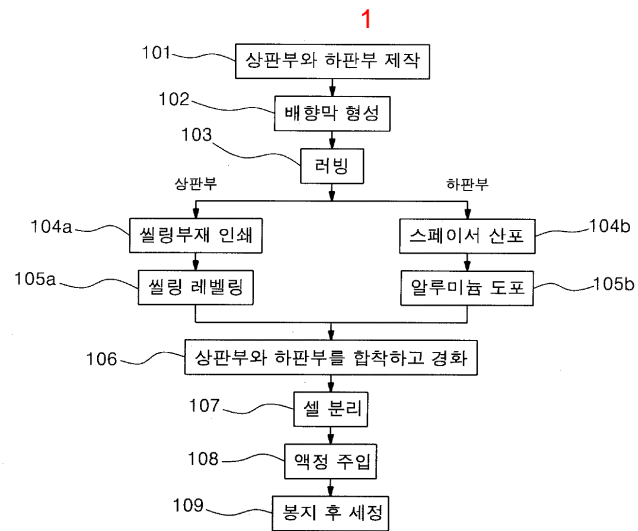 1
101
상판부와 하판부 제작
102
배향막 형성
103
러빙
상판부
하판부
104a
씰링부재 인쇄
스페이서 산포
104b
105a
씰링 레벨링
알루미늄 도포
105b
106
상판부와 하판부를 합착하고 경화
107
셀 분리
108
액정 주입
109
봉지 후 세정